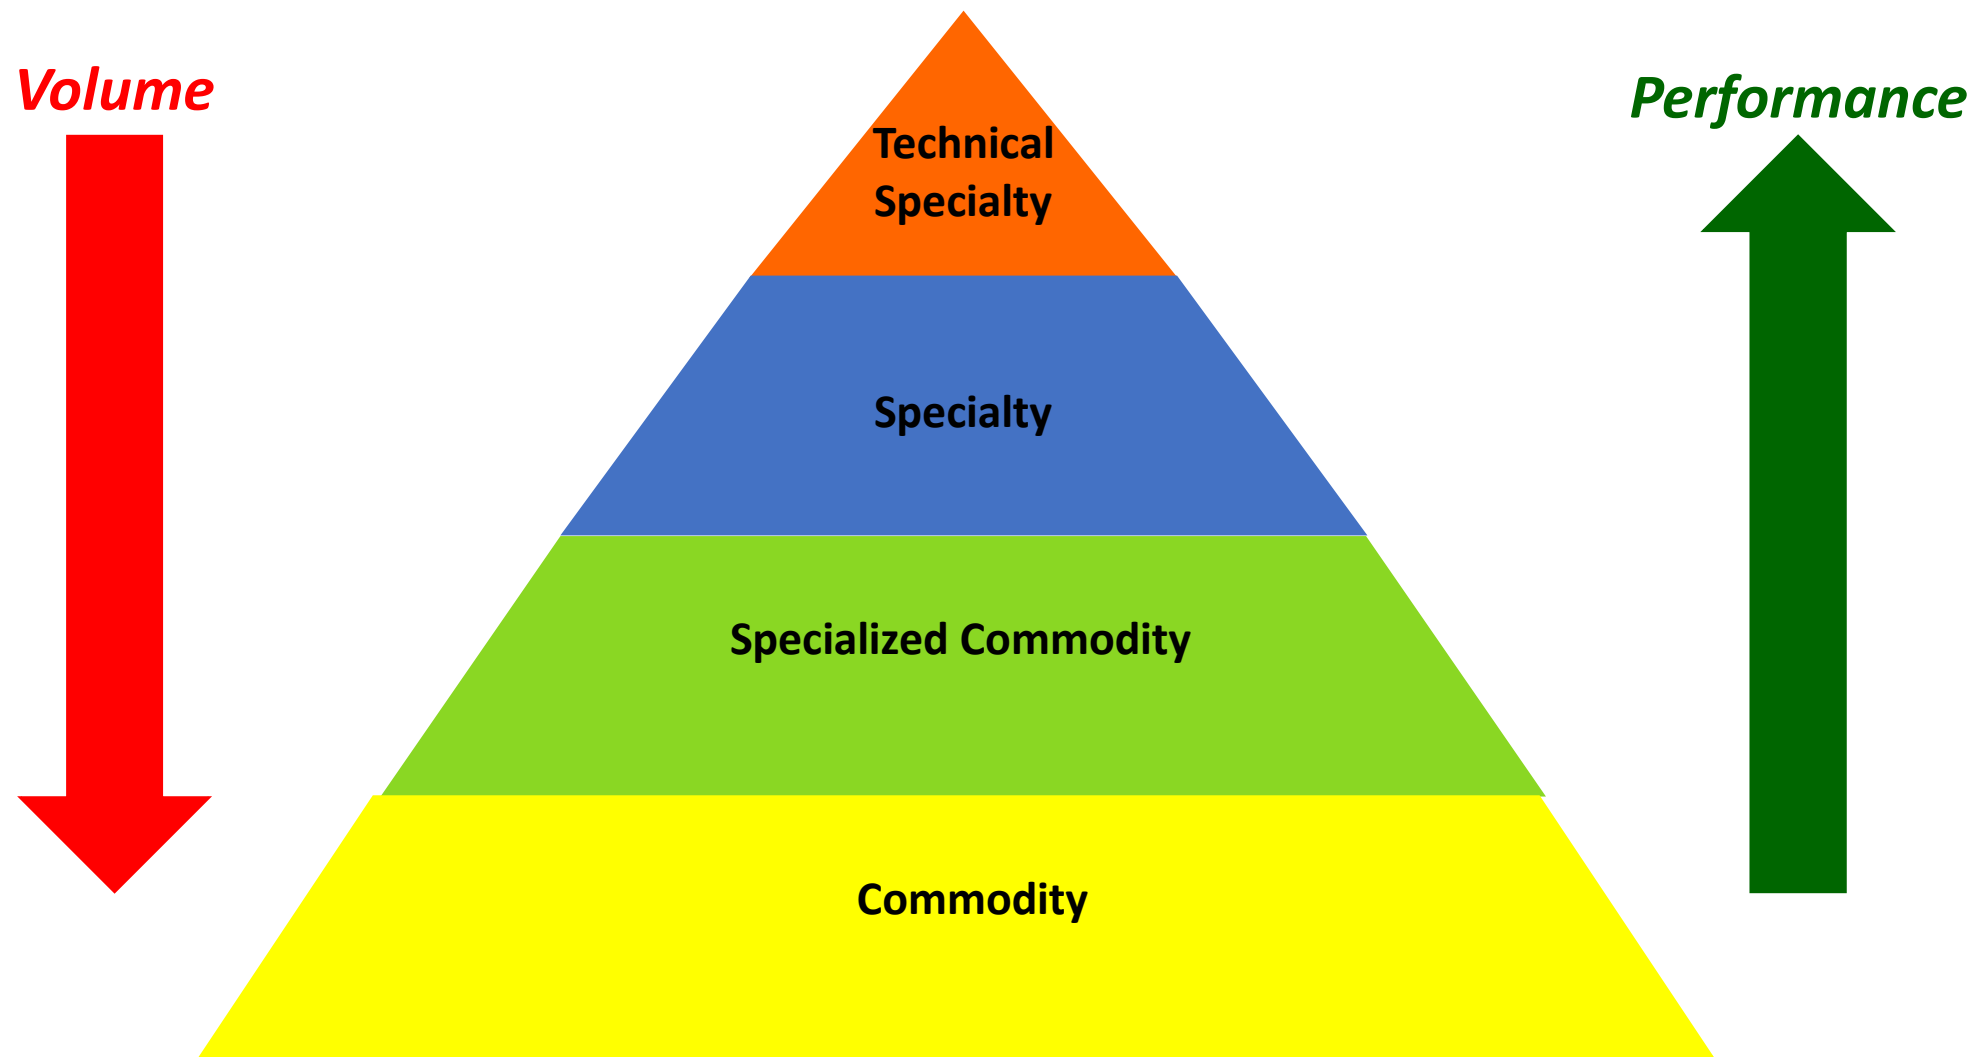 Volume
Performance
Technical
Specialty
Specialty
Specialized Commodity
Commodity